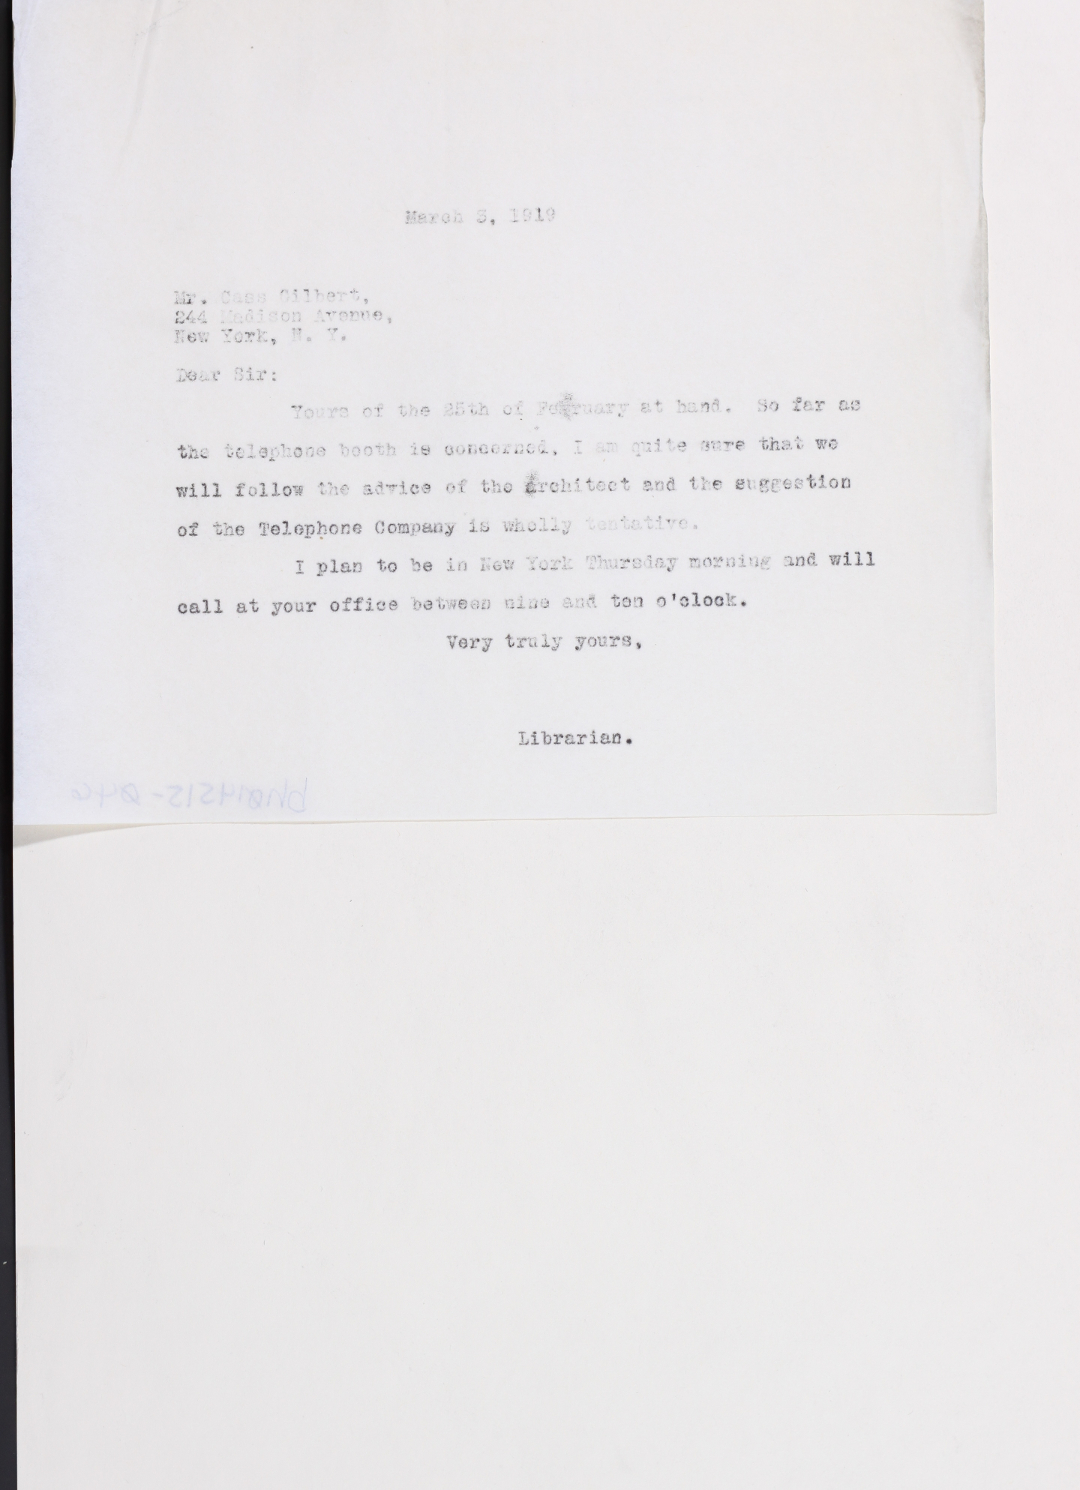 March 3, 1919
Mr. Cass Gilbert,
244 Madison Avenue,
New York, N. Y.
Dear Sir:
Yours of the 25th of February at hand. So far as
the telephone booth is concerned, I am quite sure that we
will follow the advice of the architect and the suggestion
of the Telephone Company is wholly tentative.
I plan to be in New York Thursday morning and will
call at your office between nine and ten o'clock.
Very truly yours,
Librarian.